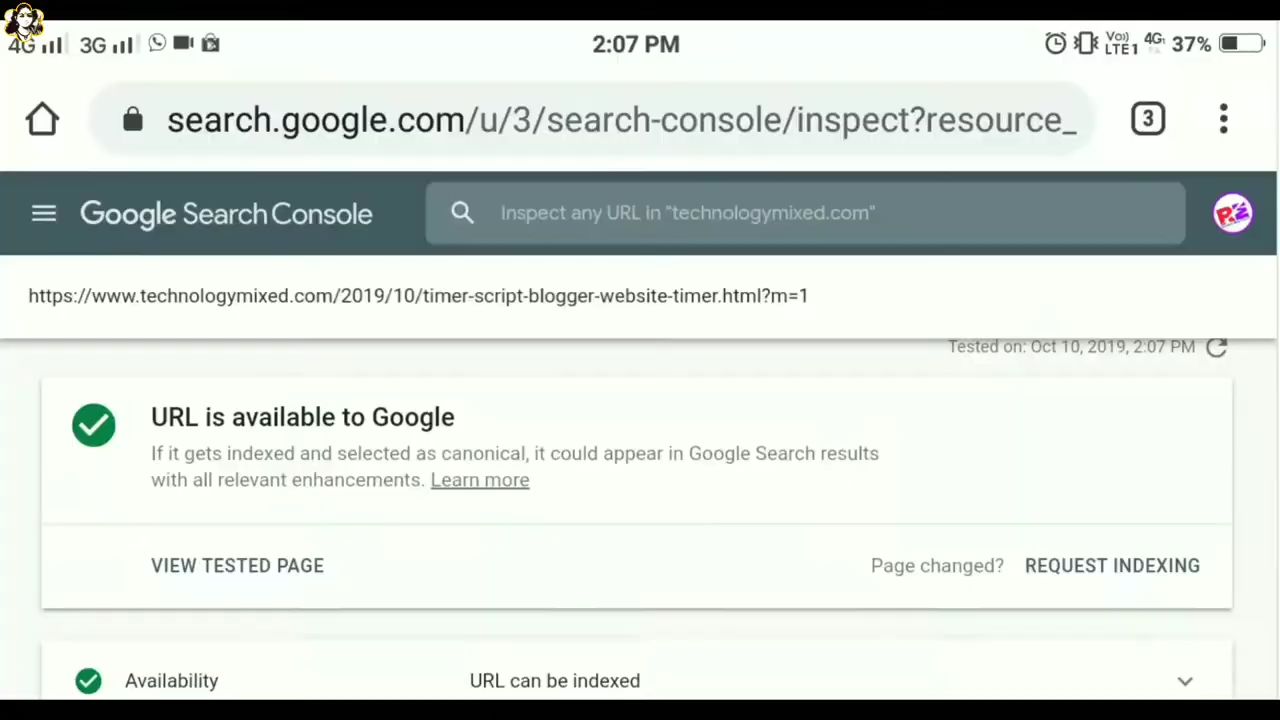 4G 3G 2:07 PM Vo) LTE1 4G 37%
search.google.com/u/3/search-console/inspect?resource_ 3
Google Search Console Inspect any URL in "technologymixed.com"
https://www.technologymixed.com/2019/10/timer-script-blogger-website-timer.html?m=1
Tested on: Oct 10, 2019, 2:07 PM
URL is available to Google
If it gets indexed and selected as canonical, it could appear in Google Search results
with all relevant enhancements. Learn more
VIEW TESTED PAGE Page changed? REQUEST INDEXING
Availability URL can be indexed